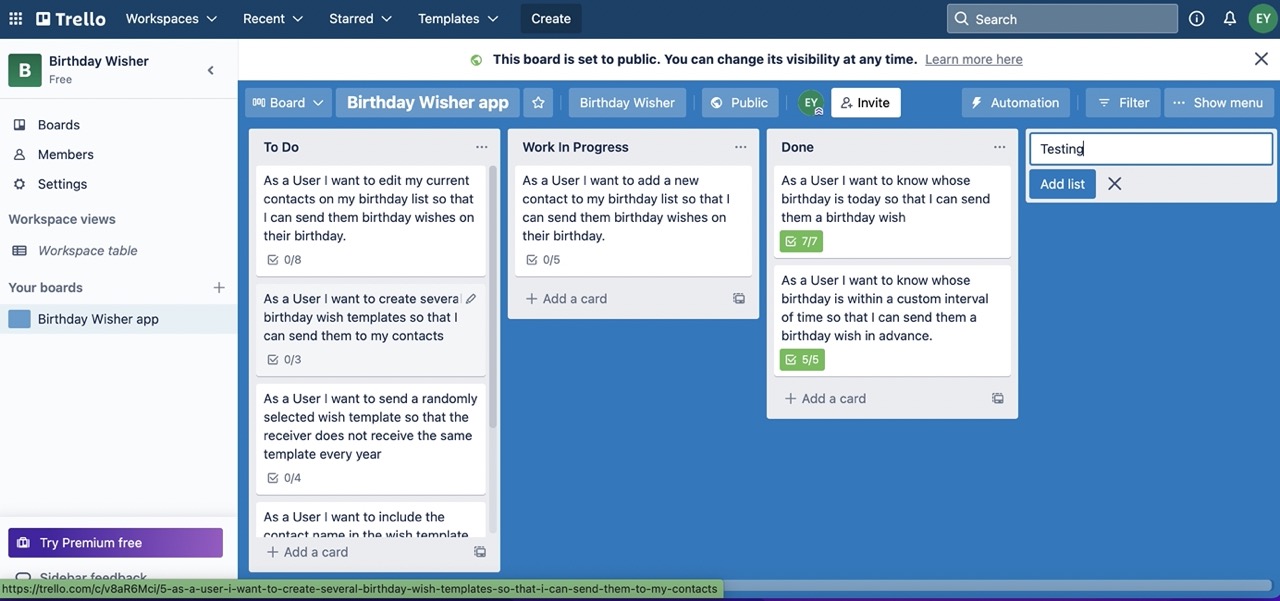 Trello Workspaces Recent Starred Templates Create Search EY
B Birthday Wisher
Free
This board is set to public. You can change its visibility at any time. Learn more here
Board Birthday Wisher app Birthday Wisher Public EY Invite Automation Filter Show menu
Boards
Members
Settings
Workspace views
Workspace table
Your boards
Birthday Wisher app
Try Premium free
Sidebar feedback
To Do
As a User I want to edit my current
contacts on my birthday list so that
I can send them birthday wishes on
their birthday.
0/8
As a User I want to create several
birthday wish templates so that I
can send them to my contacts
0/3
As a User I want to send a randomly
selected wish template so that the
receiver does not receive the same
template every year
0/4
As a User I want to include the
contact name in the wish template
Add a card
Work In Progress
As a User I want to add a new
contact to my birthday list so that I
can send them birthday wishes on
their birthday.
0/5
Add a card
Done
As a User I want to know whose
birthday is today so that I can send
them a birthday wish
7/7
As a User I want to know whose
birthday is within a custom interval
of time so that I can send them a
birthday wish in advance.
5/5
Add a card
Testing
Add list
https://trello.com/c/v8aR6Mci/5-as-a-user-i-want-to-create-several-birthday-wish-templates-so-that-i-can-send-them-to-my-contacts